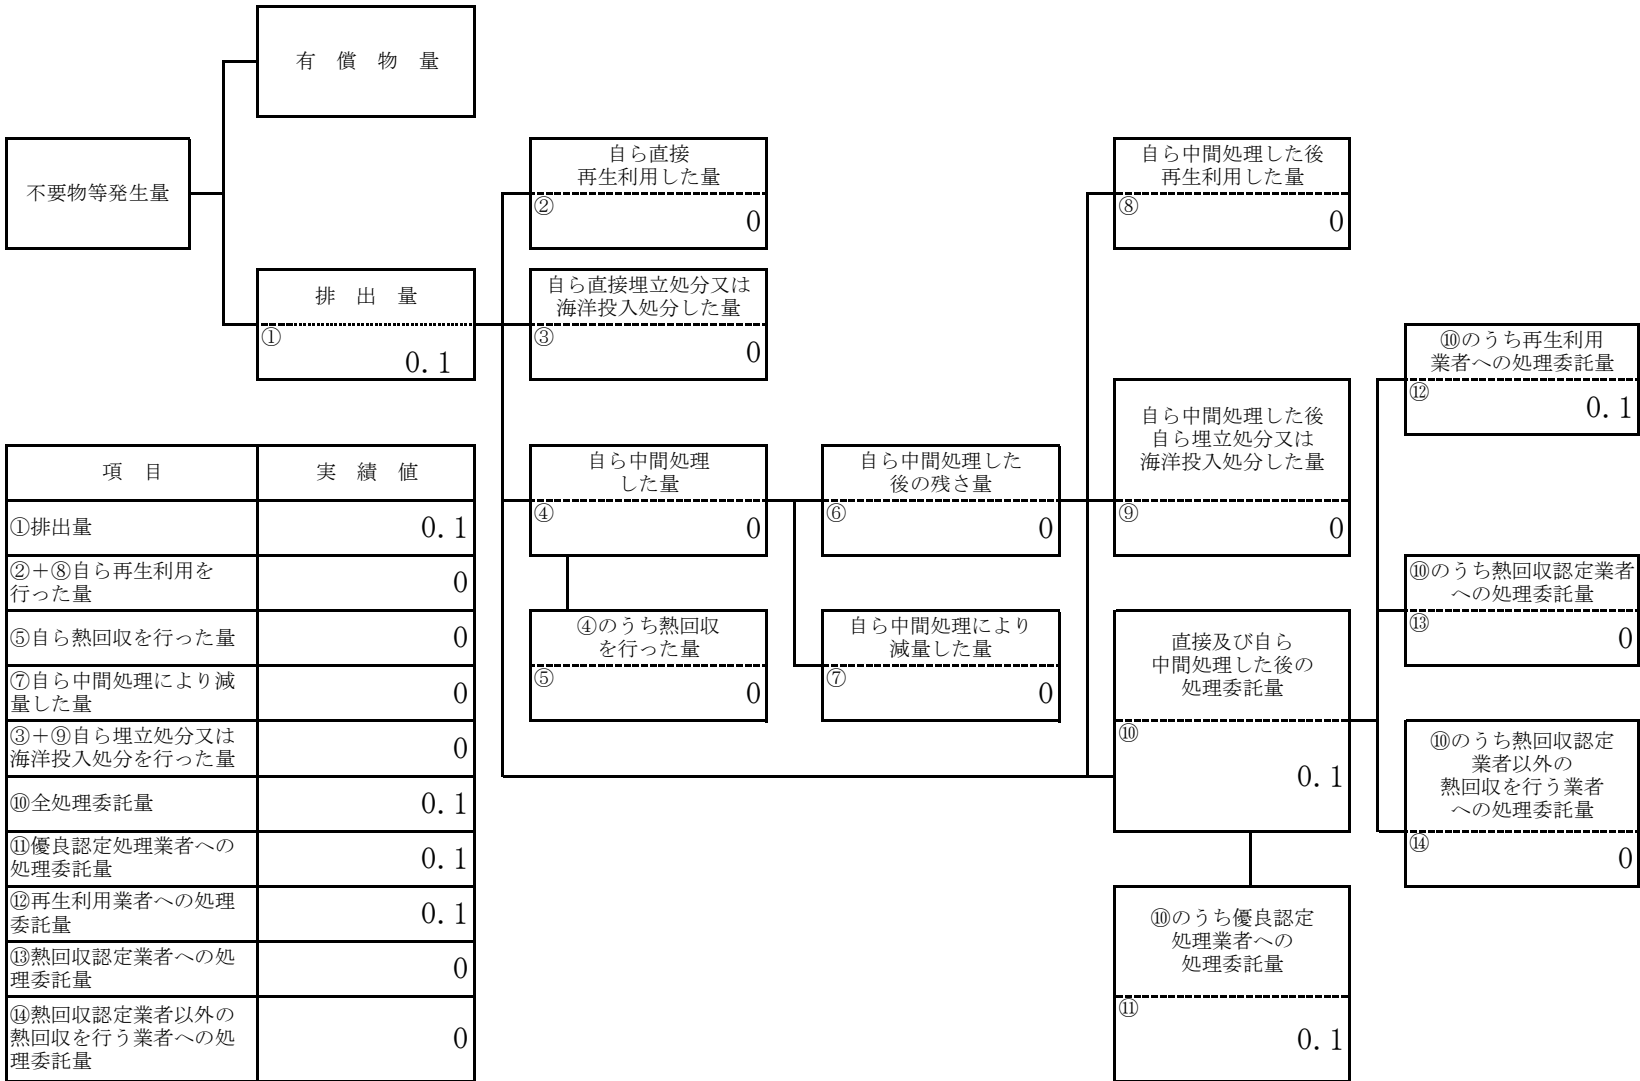 有　償　物　量
不要物等発生量
排　出　量
①
0.1
自ら直接
再生利用した量
②
0
自ら直接埋立処分又は
海洋投入処分した量
③
0
自ら中間処理
した量
④
0
④のうち熱回収
を行った量
⑤
0
自ら中間処理した
後の残さ量
⑥
0
自ら中間処理により
減量した量
⑦
0
自ら中間処理した後
再生利用した量
⑧
0
自ら中間処理した後
自ら埋立処分又は
海洋投入処分した量
⑨
0
直接及び自ら
中間処理した後の
処理委託量
⑩
0.1
⑩のうち優良認定
処理業者への
処理委託量
⑪
0.1
⑩のうち再生利用
業者への処理委託量
⑫
0.1
⑩のうち熱回収認定業者
への処理委託量
⑬
0
⑩のうち熱回収認定
業者以外の
熱回収を行う業者
への処理委託量
⑭
0
項　目　実　績　値
①排出量　0.1
②＋⑧自ら再生利用を
行った量　0
⑤自ら熱回収を行った量　0
⑦自ら中間処理により減
量した量　0
③＋⑨自ら埋立処分又は
海洋投入処分を行った量　0
⑩全処理委託量　0.1
⑪優良認定処理業者への
処理委託量　0.1
⑫再生利用業者への処理
委託量　0.1
⑬熱回収認定業者への処
理委託量　0
⑭熱回収認定業者以外の
熱回収を行う業者への処
理委託量　0